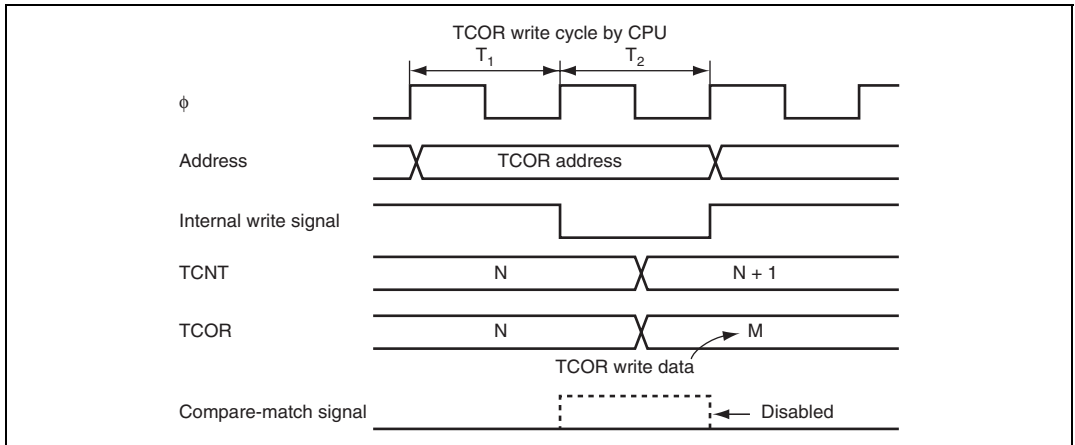 TCOR write cycle by CPU
T1 T2
φ
Address TCOR address
Internal write signal
TCNT N N + 1
TCOR N M
TCOR write data
Compare-match signal Disabled